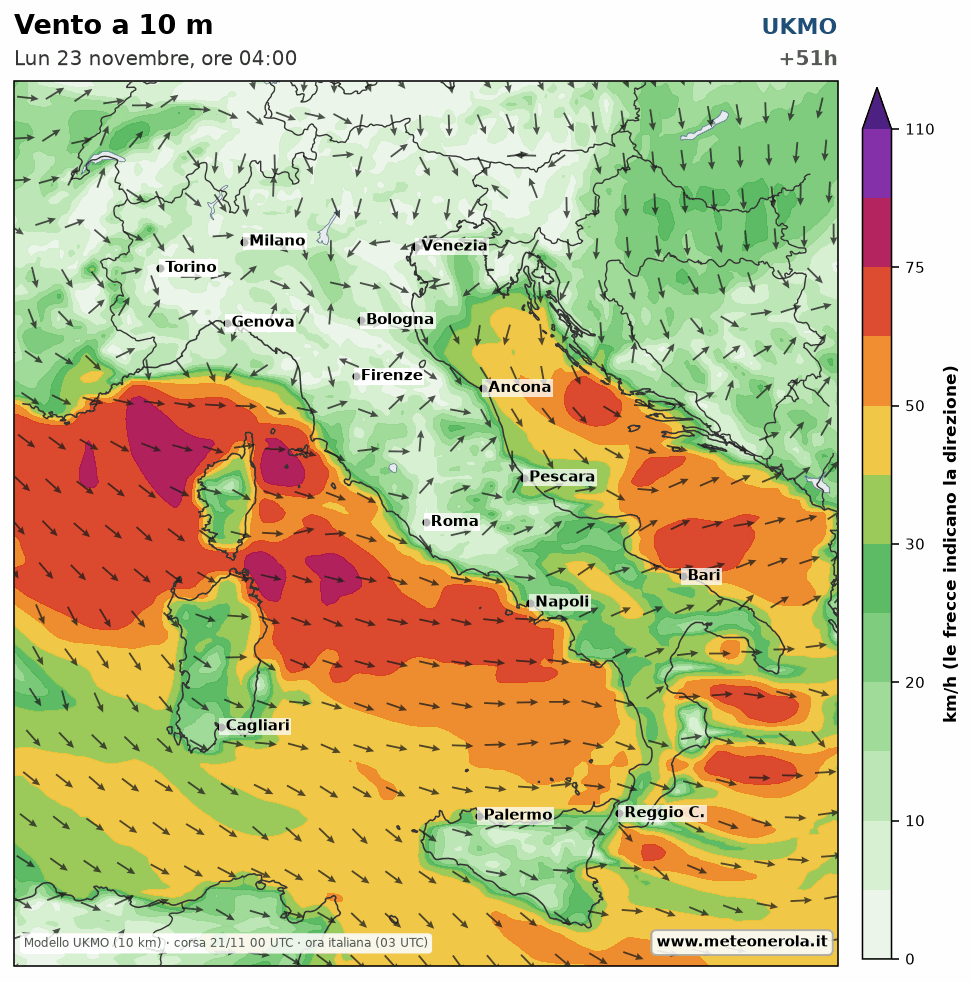 Vento a 10 m
UKMO
Lun 23 novembre, ore 04:00
+51h
110
75
50
30
20
10
0
km/h (le frecce indicano la direzione)
Milano
Venezia
Torino
Genova
Bologna
Firenze
Ancona
Pescara
Roma
Bari
Napoli
Cagliari
Palermo
Reggio C.
Modello UKMO (10 km) · corsa 21/11 00 UTC · ora italiana (03 UTC)
www.meteonerola.it